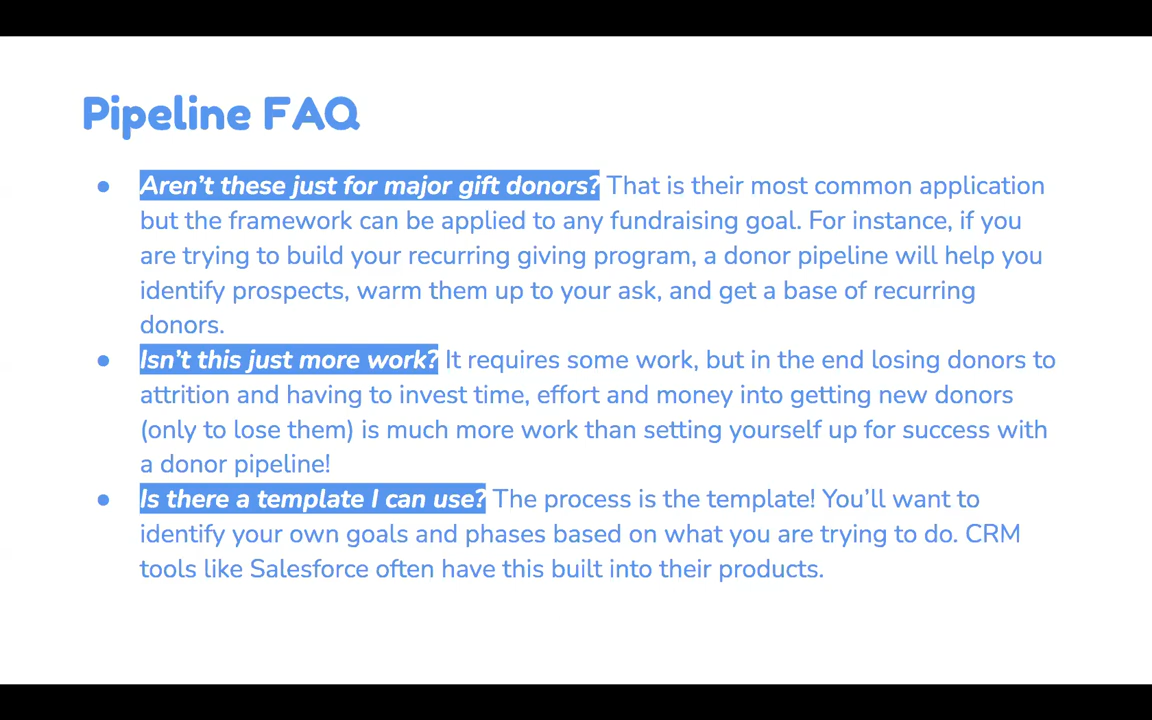 Pipeline FAQ
● Aren’t these just for major gift donors? That is their most common application
but the framework can be applied to any fundraising goal. For instance, if you
are trying to build your recurring giving program, a donor pipeline will help you
identify prospects, warm them up to your ask, and get a base of recurring
donors.
● Isn’t this just more work? It requires some work, but in the end losing donors to
attrition and having to invest time, effort and money into getting new donors
(only to lose them) is much more work than setting yourself up for success with
a donor pipeline!
● Is there a template I can use? The process is the template! You’ll want to
identify your own goals and phases based on what you are trying to do. CRM
tools like Salesforce often have this built into their products.